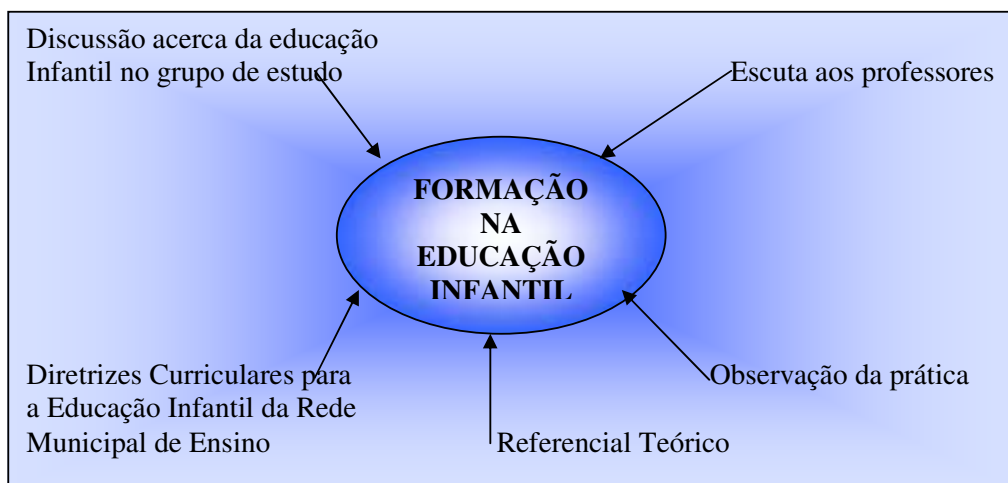 Discussão acerca da educação
Infantil no grupo de estudo
Escuta aos professores
FORMAÇÃO
NA
EDUCAÇÃO
INFANTIL
Diretrizes Curriculares para
a Educação Infantil da Rede
Municipal de Ensino
Referencial Teórico
Observação da prática